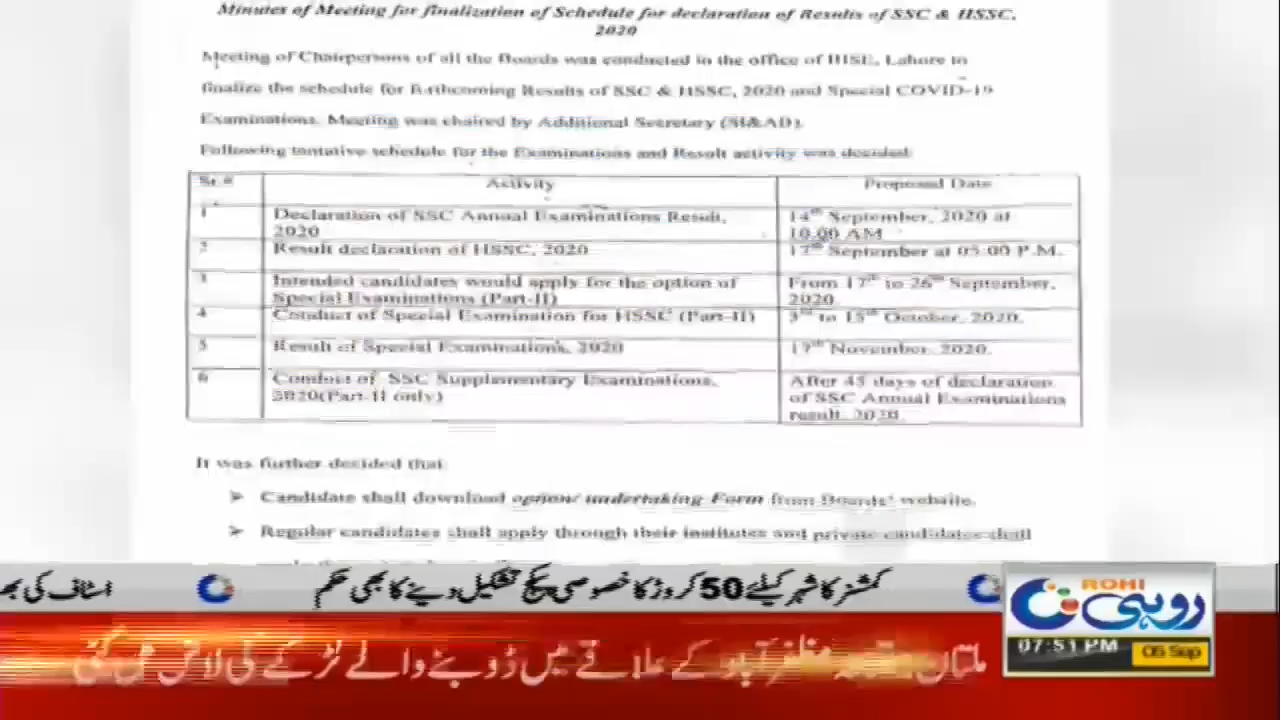 Minutes of Meeting for finalization of Schedule for declaration of Results of SSC & HSSC,
2020
Meeting of Chairpersons of all the Boards was conducted in the office of BISE, Lahore to
finalize the schedule for forthcoming Results of SSC & HSSC, 2020 and Special COVID-19
Examinations. Meeting was chaired by Additional Secretary
Following tentative schedule for the Examinations and Result activity was decided:
Sr.# Activity Proposed Date
1 Declaration of SSC Annual Examinations Result, 2020 14th September, 2020 at 10.00 AM
2 Result declaration of HSSC, 2020 17th September at 05:00 P.M.
3 Intended candidates would apply for the option of Special Examinations (Part-II) From 17th to 26th September, 2020.
4 Conduct of Special Examination for HSSC (Part-II) 3rd to 15th October, 2020.
5 Result of Special Examinations, 2020 17th November, 2020.
6 Conduct of SSC Supplementary Examinations, 2020(Part-II only) After 45 days of declaration of SSC Annual Examinations result, 2020.
It was further decided that
➤ Candidate shall download option/ undertaking Form from Boards' website.
➤ Regular candidates shall apply through their institutes and private candidates shall
کمشنر کا شہر کیلئے 50 کروڑ کا خصوصی پیکج تشکیل دینے کا بھی حکم
اسٹاف کی
ROHI
روہی
07:51 PM
05 Sep
مظفر آباد کے علاقے میں ڈوبنے والے لڑکے کی لاش مل گئی